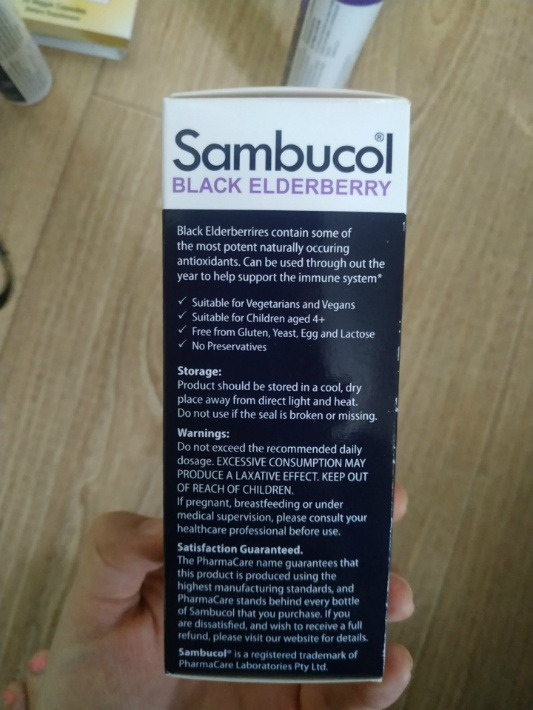 Veggie Capsules
Dietary Supplement
Sambucol®
BLACK ELDERBERRY
Black Elderberrires contain some of
the most potent naturally occuring
antioxidants. Can be used through out the
year to help support the immune system*
✓ Suitable for Vegetarians and Vegans
✓ Suitable for Children aged 4+
✓ Free from Gluten, Yeast, Egg and Lactose
✓ No Preservatives
Storage:
Product should be stored in a cool, dry
place away from direct light and heat.
Do not use if the seal is broken or missing.
Warnings:
Do not exceed the recommended daily
dosage. EXCESSIVE CONSUMPTION MAY
PRODUCE A LAXATIVE EFFECT. KEEP OUT
OF REACH OF CHILDREN.
If pregnant, breastfeeding or under
medical supervision, please consult your
healthcare professional before use.
Satisfaction Guaranteed.
The PharmaCare name guarantees that
this product is produced using the
highest manufacturing standards, and
PharmaCare stands behind every bottle
of Sambucol that you purchase. If you
are dissatisfied, and wish to receive a full
refund, please visit our website for details.
Sambucol® is a registered trademark of
PharmaCare Laboratories Pty Ltd.